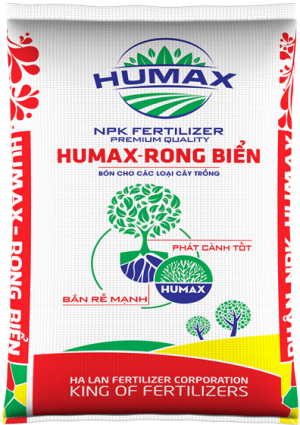 HUMAX
NPK FERTILIZER
PREMIUM QUALITY
HUMAX-RONG BIỂN
BÓN CHO CÁC LOẠI CÂY TRỒNG
PHÁT CÀNH TỐT
HUMAX
BẮN RỄ MẠNH
HA LAN FERTILIZER CORPORATION
KING OF FERTILIZERS
HUMAX - RONG BIỂN
PHÂN NPK HUMAX